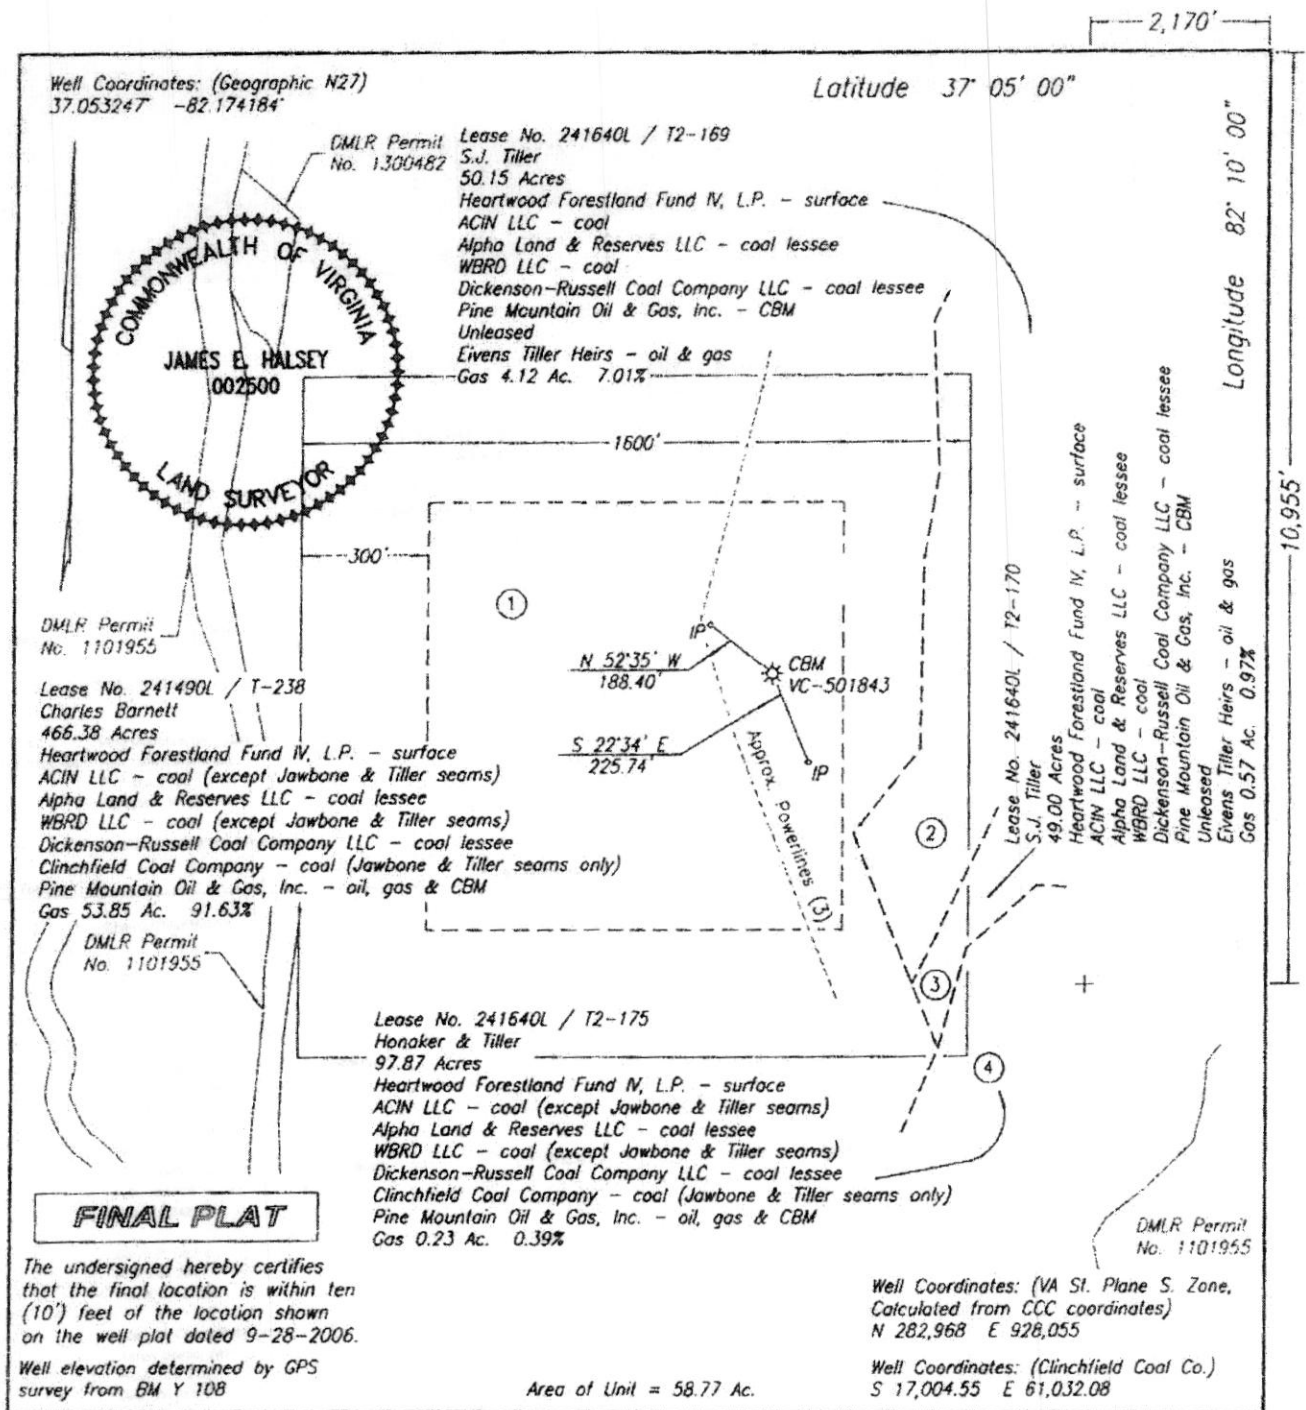 2,170'
Well Coordinates: (Geographic N27)
37.053247° -82.174184°
Latitude 37° 05' 00"
Longitude 82° 10' 00"
10,955'
DMLR Permit
No. 1300482
Lease No. 241640L / T2-169
S.J. Tiller
50.15 Acres
Heartwood Forestland Fund IV, L.P. - surface
ACIN LLC - coal
Alpha Land & Reserves LLC - coal lessee
WBRD LLC - coal
Dickenson-Russell Coal Company LLC - coal lessee
Pine Mountain Oil & Gas, Inc. - CBM
Unleased
Eivens Tiller Heirs - oil & gas
Gas 4.12 Ac. 7.01%
COMMONWEALTH OF VIRGINIA
JAMES E. HALSEY
002500
LAND SURVEYOR
1600'
300'
1
IP
N 52°35' W
188.40'
CBM
VC-501843
S 22°34' E
225.74'
IP
Approx. Powerlines (3)
2
3
4
Lease No. 241640L / T2-170
S.J. Tiller
49.00 Acres
Heartwood Forestland Fund IV, L.P. - surface
ACIN LLC - coal
Alpha Land & Reserves LLC - coal lessee
WBRD LLC - coal
Dickenson-Russell Coal Company LLC - coal lessee
Pine Mountain Oil & Gas, Inc. - CBM
Unleased
Eivens Tiller Heirs - oil & gas
Gas 0.57 Ac. 0.97%
DMLR Permit
No. 1101955
Lease No. 241490L / T-238
Charles Barnett
466.38 Acres
Heartwood Forestland Fund IV, L.P. - surface
ACIN LLC - coal (except Jawbone & Tiller seams)
Alpha Land & Reserves LLC - coal lessee
WBRD LLC - coal (except Jawbone & Tiller seams)
Dickenson-Russell Coal Company LLC - coal lessee
Clinchfield Coal Company - coal (Jawbone & Tiller seams only)
Pine Mountain Oil & Gas, Inc. - oil, gas & CBM
Gas 53.85 Ac. 91.63%
DMLR Permit
No. 1101955
Lease No. 241640L / T2-175
Honaker & Tiller
97.87 Acres
Heartwood Forestland Fund IV, L.P. - surface
ACIN LLC - coal (except Jawbone & Tiller seams)
Alpha Land & Reserves LLC - coal lessee
WBRD LLC - coal (except Jawbone & Tiller seams)
Dickenson-Russell Coal Company LLC - coal lessee
Clinchfield Coal Company - coal (Jawbone & Tiller seams only)
Pine Mountain Oil & Gas, Inc. - oil, gas & CBM
Gas 0.23 Ac. 0.39%
DMLR Permit
No. 1101955
FINAL PLAT
The undersigned hereby certifies
that the final location is within ten
(10') feet of the location shown
on the well plat dated 9-28-2006.
Well elevation determined by GPS
survey from BM Y 108
Area of Unit = 58.77 Ac.
Well Coordinates: (VA St. Plane S. Zone,
Calculated from CCC coordinates)
N 282,968 E 928,055
Well Coordinates: (Clinchfield Coal Co.)
S 17,004.55 E 61,032.08